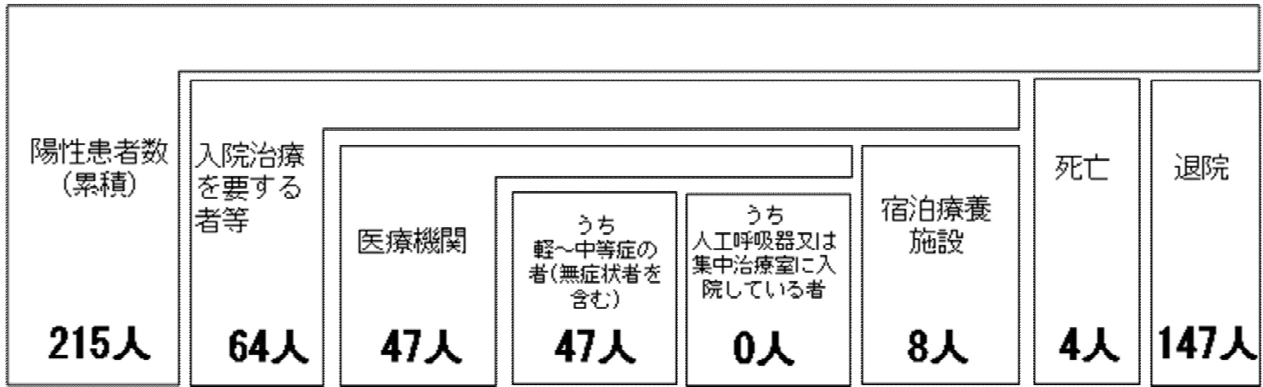 陽性患者数
(累積)
215人
入院治療
を要する
者等
64人
医療機関
47人
うち
軽～中等症の
者(無症状者を
含む)
47人
うち
人工呼吸器又は
集中治療室に入
院している者
0人
宿泊療養
施設
8人
死亡
4人
退院
147人